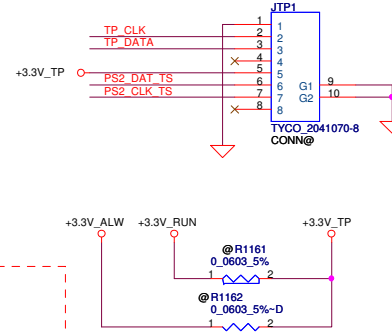 JTP1
1 1
TP_CLK 2 2
TP_DATA 3 3
4 4
+3.3V_TP 5 5
PS2_DAT_TS 6 6 G1 9
PS2_CLK_TS 7 7 G2 10
8 8
TYCO_2041070-8
CONN@
+3.3V_ALW +3.3V_RUN +3.3V_TP
@R1161
0_0603_5%
1 2
@R1162
0_0603_5%~D
1 2